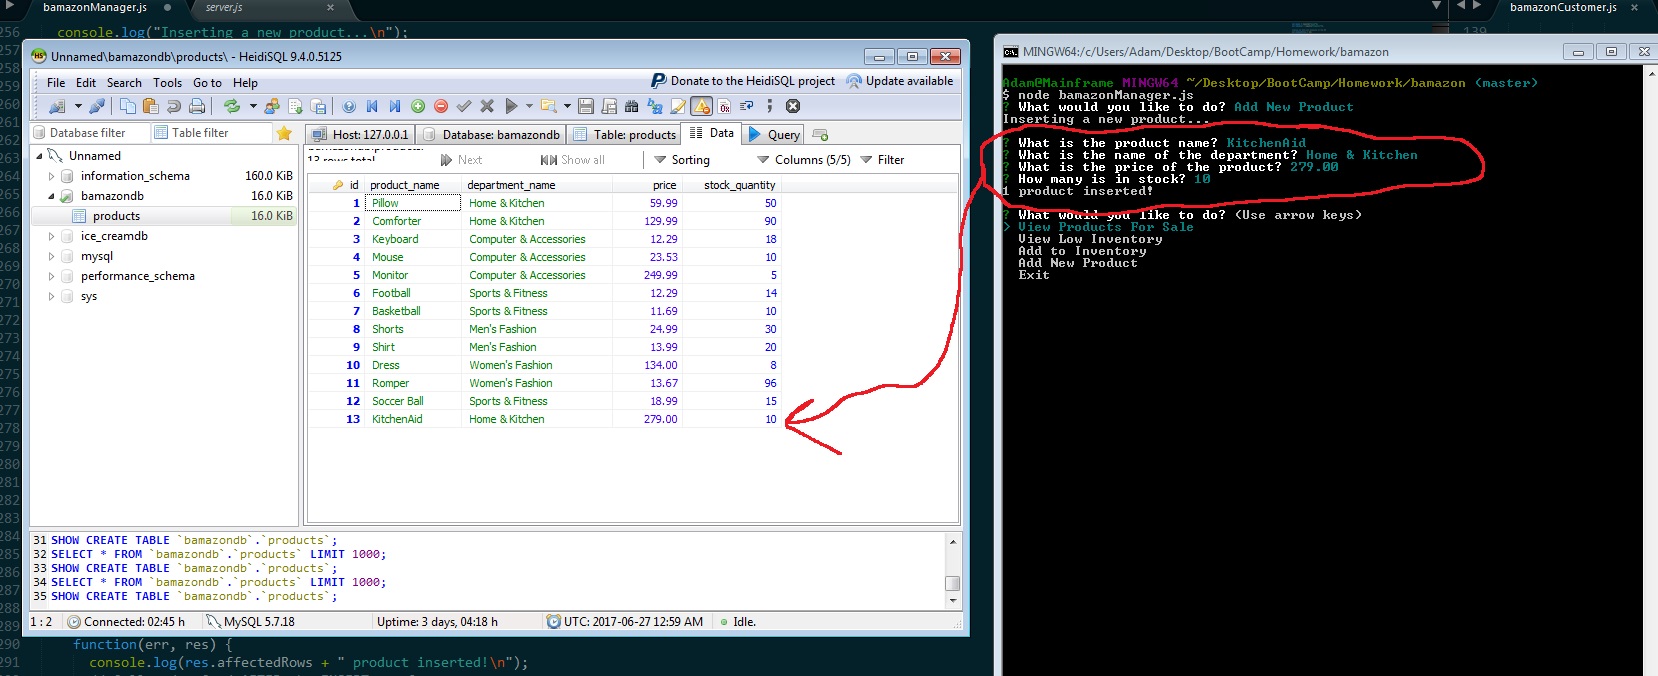 bamazonManager.js
server.js
bamazonCustomer.js
256 console.log("Inserting a new product...\n");
139
Unnamed\bamazondb\products\ - HeidiSQL 9.4.0.5125
File Edit Search Tools Go to Help
Donate to the HeidiSQL project Update available
Database filter Table filter
Host: 127.0.0.1 Database: bamazondb Table: products Data Query
13 rows total
Next Show all Sorting Columns (5/5) Filter
Unnamed
information_schema 160.0 KiB
bamazondb 16.0 KiB
products 16.0 KiB
ice_creamdb
mysql
performance_schema
sys
id product_name department_name price stock_quantity
1 Pillow Home & Kitchen 59.99 50
2 Comforter Home & Kitchen 129.99 90
3 Keyboard Computer & Accessories 12.29 18
4 Mouse Computer & Accessories 23.53 10
5 Monitor Computer & Accessories 249.99 5
6 Football Sports & Fitness 12.29 14
7 Basketball Sports & Fitness 11.69 10
8 Shorts Men's Fashion 24.99 30
9 Shirt Men's Fashion 13.99 20
10 Dress Women's Fashion 134.00 8
11 Romper Women's Fashion 13.67 96
12 Soccer Ball Sports & Fitness 18.99 15
13 KitchenAid Home & Kitchen 279.00 10
31 SHOW CREATE TABLE `bamazondb`.`products`;
32 SELECT * FROM `bamazondb`.`products` LIMIT 1000;
33 SHOW CREATE TABLE `bamazondb`.`products`;
34 SELECT * FROM `bamazondb`.`products` LIMIT 1000;
35 SHOW CREATE TABLE `bamazondb`.`products`;
1 : 2 Connected: 02:45 h MySQL 5.7.18 Uptime: 3 days, 04:18 h UTC: 2017-06-27 12:59 AM Idle.
290 function(err, res) {
291 console.log(res.affectedRows + " product inserted!\n");
MINGW64:/c/Users/Adam/Desktop/BootCamp/Homework/bamazon
Adam@Mainframe MINGW64 ~/Desktop/BootCamp/Homework/bamazon (master)
$ node bamazonManager.js
? What would you like to do? Add New Product
Inserting a new product...
? What is the product name? KitchenAid
? What is the name of the department? Home & Kitchen
? What is the price of the product? 279.00
? How many is in stock? 10
1 product inserted!
? What would you like to do? (Use arrow keys)
> View Products For Sale
View Low Inventory
Add to Inventory
Add New Product
Exit